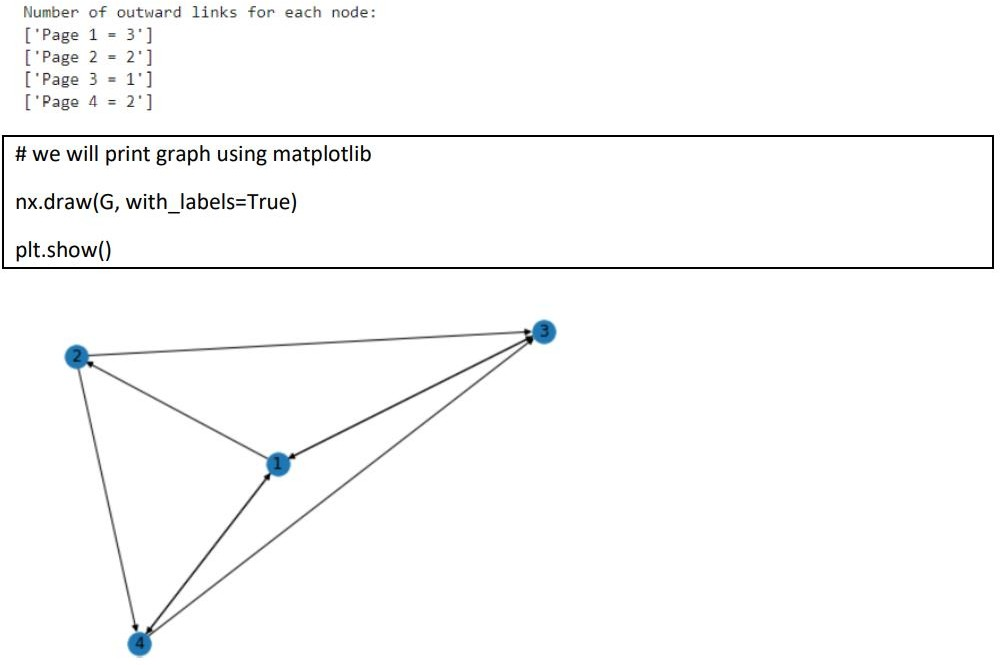 Number of outward links for each node:
['Page 1 = 3']
['Page 2 = 2']
['Page 3 = 1']
['Page 4 = 2']
# we will print graph using matplotlib
nx.draw(G, with_labels=True)
plt.show()
3
2
1
4